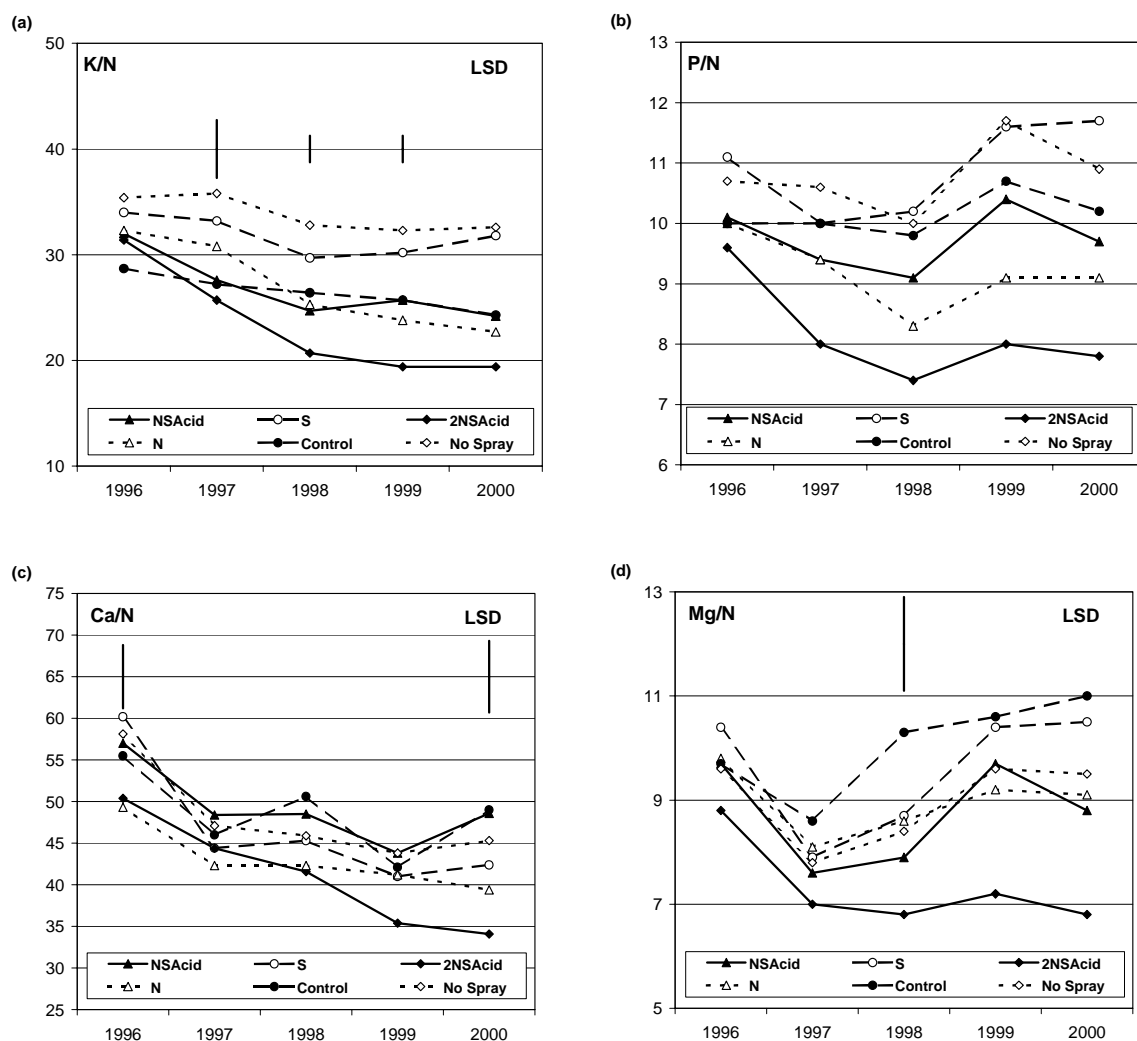 (a)
K/N LSD
50
40
30
20
10
NSAcid S 2NSAcid
N Control No Spray
1996 1997 1998 1999 2000
(b)
P/N
13
12
11
10
9
8
7
6
NSAcid S 2NSAcid
N Control No Spray
1996 1997 1998 1999 2000
(c)
Ca/N LSD
75
70
65
60
55
50
45
40
35
30
25
NSAcid S 2NSAcid
N Control No Spray
1996 1997 1998 1999 2000
(d)
Mg/N LSD
13
11
9
7
5
NSAcid S 2NSAcid
N Control No Spray
1996 1997 1998 1999 2000